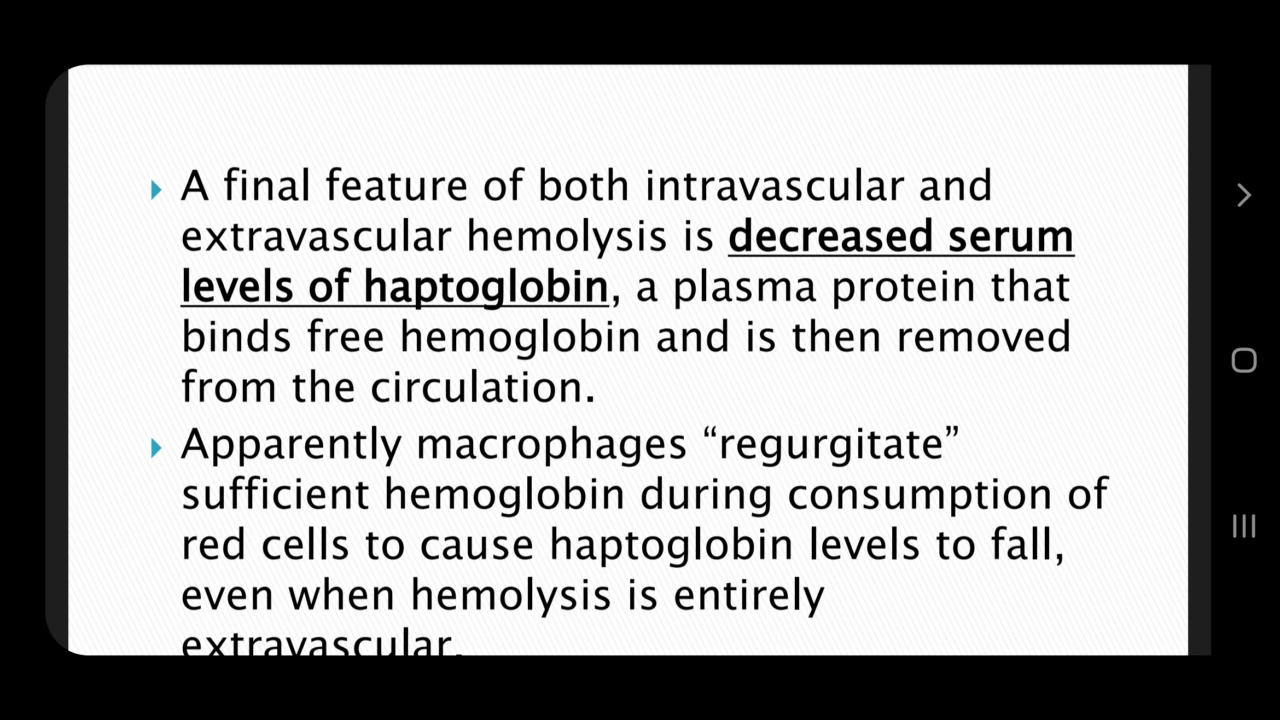 A final feature of both intravascular and
extravascular hemolysis is decreased serum
levels of haptoglobin, a plasma protein that
binds free hemoglobin and is then removed
from the circulation.
Apparently macrophages “regurgitate”
sufficient hemoglobin during consumption of
red cells to cause haptoglobin levels to fall,
even when hemolysis is entirely
extravascular.